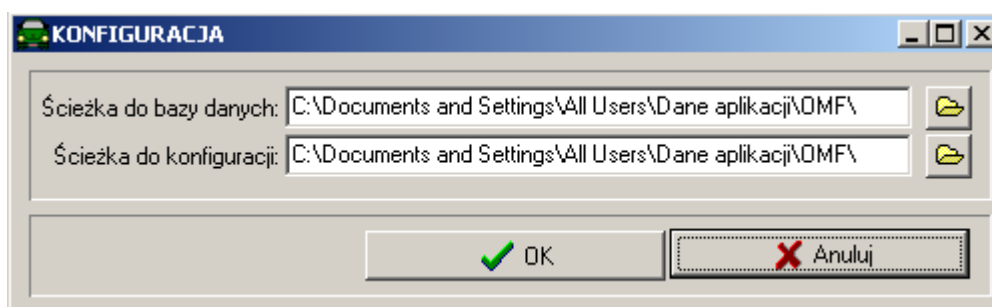 KONFIGURACJA
Ścieżka do bazy danych: C:\Documents and Settings\All Users\Dane aplikacji\OMF\
Ścieżka do konfiguracji: C:\Documents and Settings\All Users\Dane aplikacji\OMF\
OK Anuluj